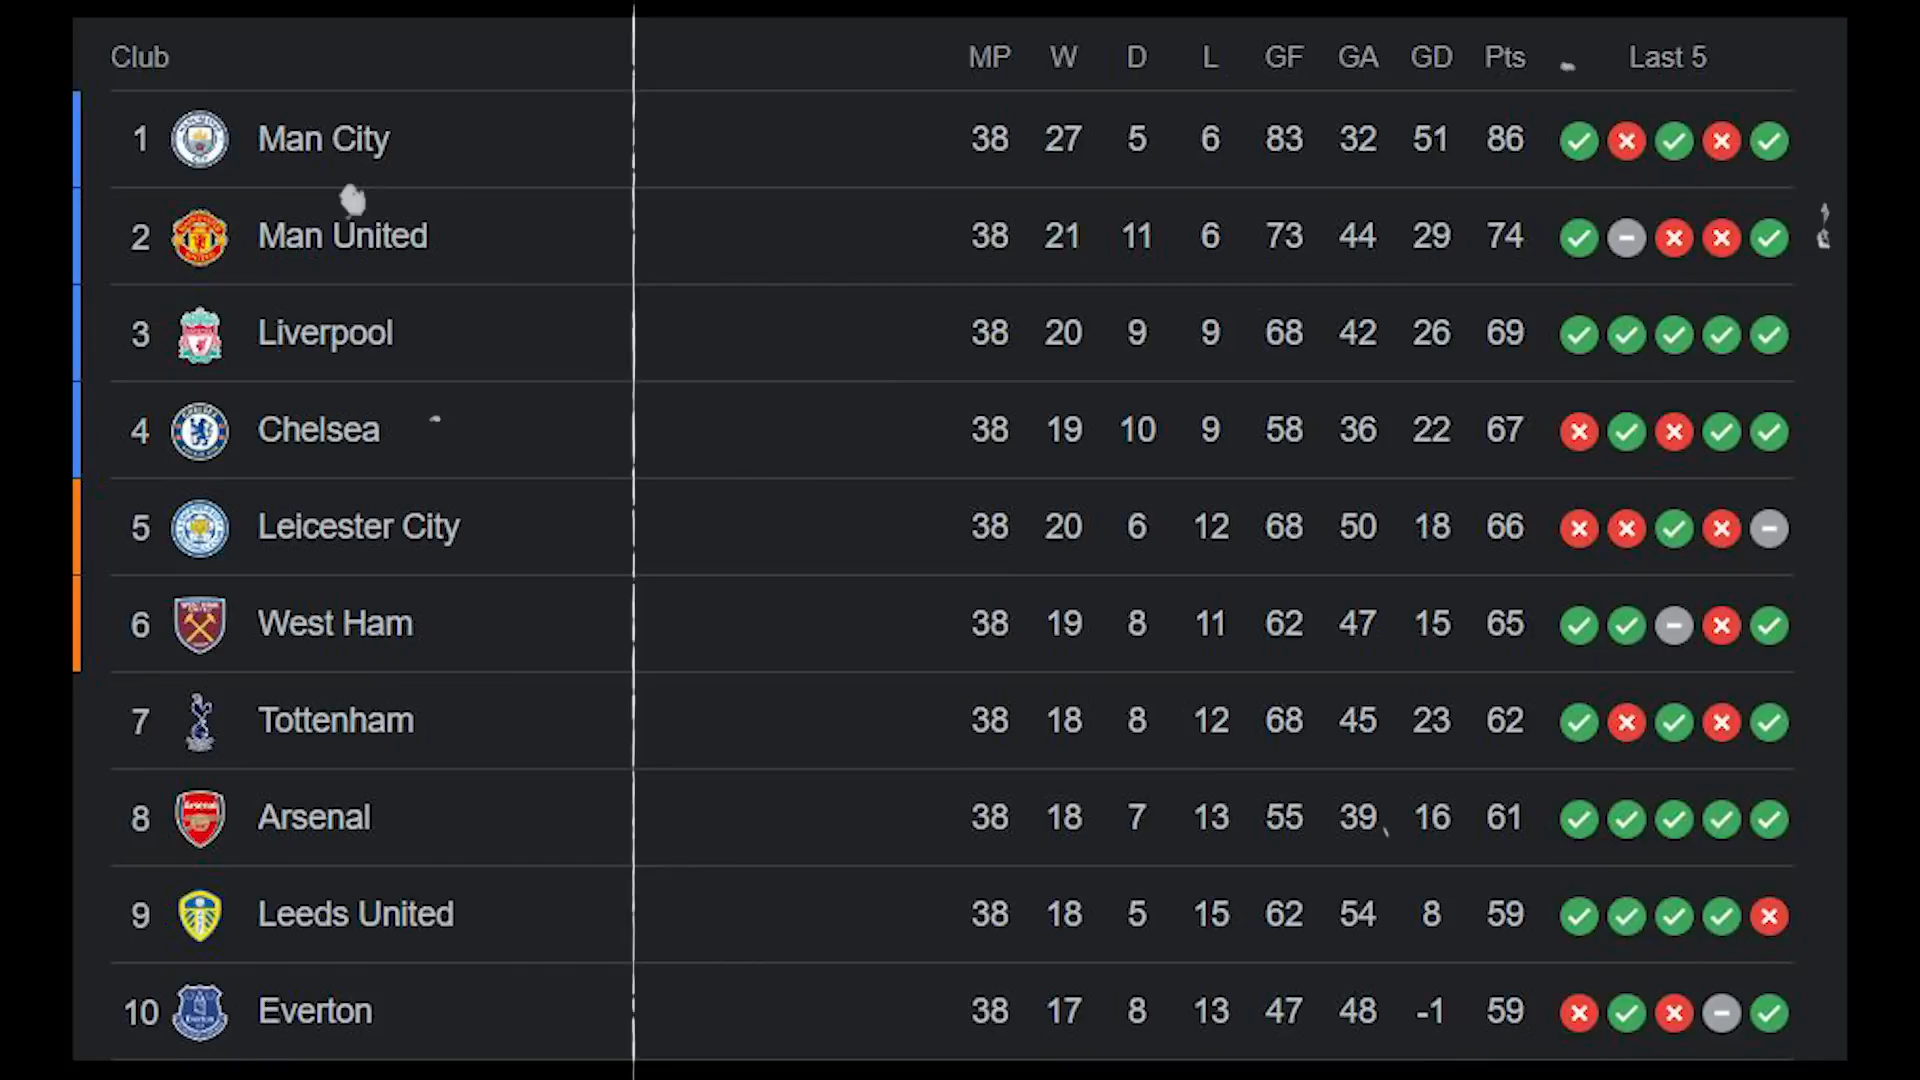 Club MP W D L GF GA GD Pts Last 5
1 Man City 38 27 5 6 83 32 51 86
2 Man United 38 21 11 6 73 44 29 74
3 Liverpool 38 20 9 9 68 42 26 69
4 Chelsea 38 19 10 9 58 36 22 67
5 Leicester City 38 20 6 12 68 50 18 66
6 West Ham 38 19 8 11 62 47 15 65
7 Tottenham 38 18 8 12 68 45 23 62
8 Arsenal 38 18 7 13 55 39 16 61
9 Leeds United 38 18 5 15 62 54 8 59
10 Everton 38 17 8 13 47 48 -1 59